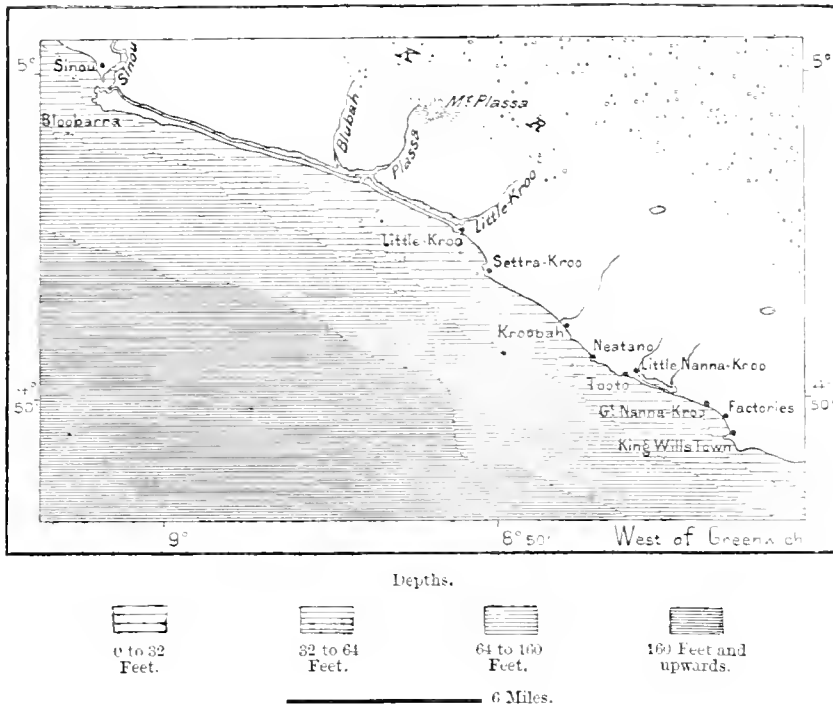 5°
5°
Sinou
Sinou
Bloobarra
Blubah
Plassa
Mt. Plassa
Little-Kroo
Little-Kroo
Settra-Kroo
Kroobah
Neatano
Little Nanna-Kroo
Tooto
4°
50'
4°
50'
Gt. Nanna-Kroo
Factories
King Wills Town
9°
8°50'
West of Greenwich
Depths.
0 to 32
Feet.
32 to 64
Feet.
64 to 160
Feet.
160 Feet and
upwards.
6 Miles.